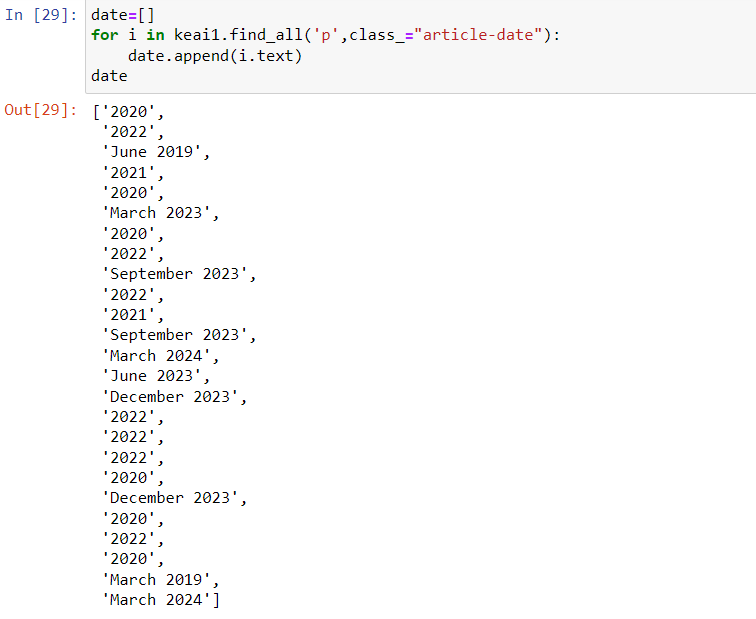 In [29]: date=[]
for i in keai1.find_all('p',class_="article-date"):
    date.append(i.text)
date
Out[29]: ['2020',
 '2022',
 'June 2019',
 '2021',
 '2020',
 'March 2023',
 '2020',
 '2022',
 'September 2023',
 '2022',
 '2021',
 'September 2023',
 'March 2024',
 'June 2023',
 'December 2023',
 '2022',
 '2022',
 '2022',
 '2020',
 'December 2023',
 '2020',
 '2022',
 '2020',
 'March 2019',
 'March 2024']